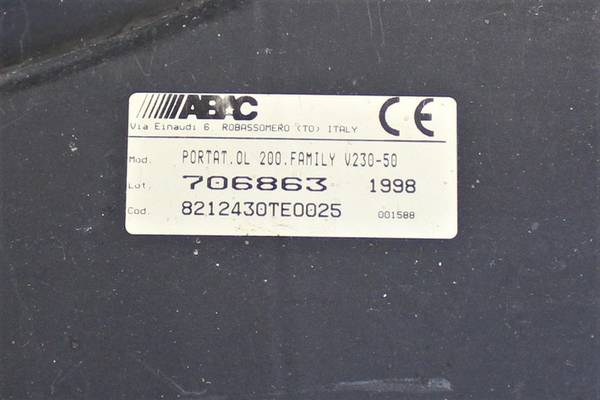 ABAC CE
Via Einaudi 6 ROBASSOMERO (TO) ITALY
Mod. PORTAT.OL 200.FAMILY V230-50
Lot. 706863 1998
Cod. 8212430TE0025 001588